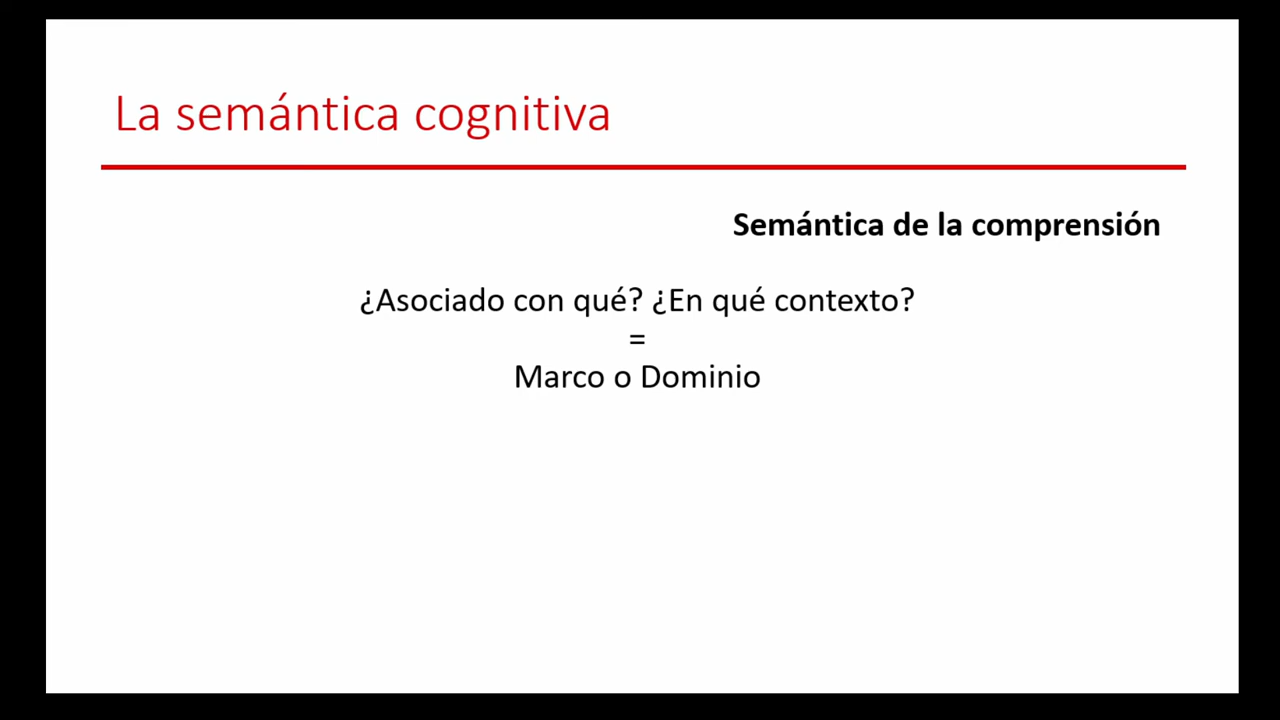 La semántica cognitiva
Semántica de la comprensión
¿Asociado con qué? ¿En qué contexto?
=
Marco o Dominio